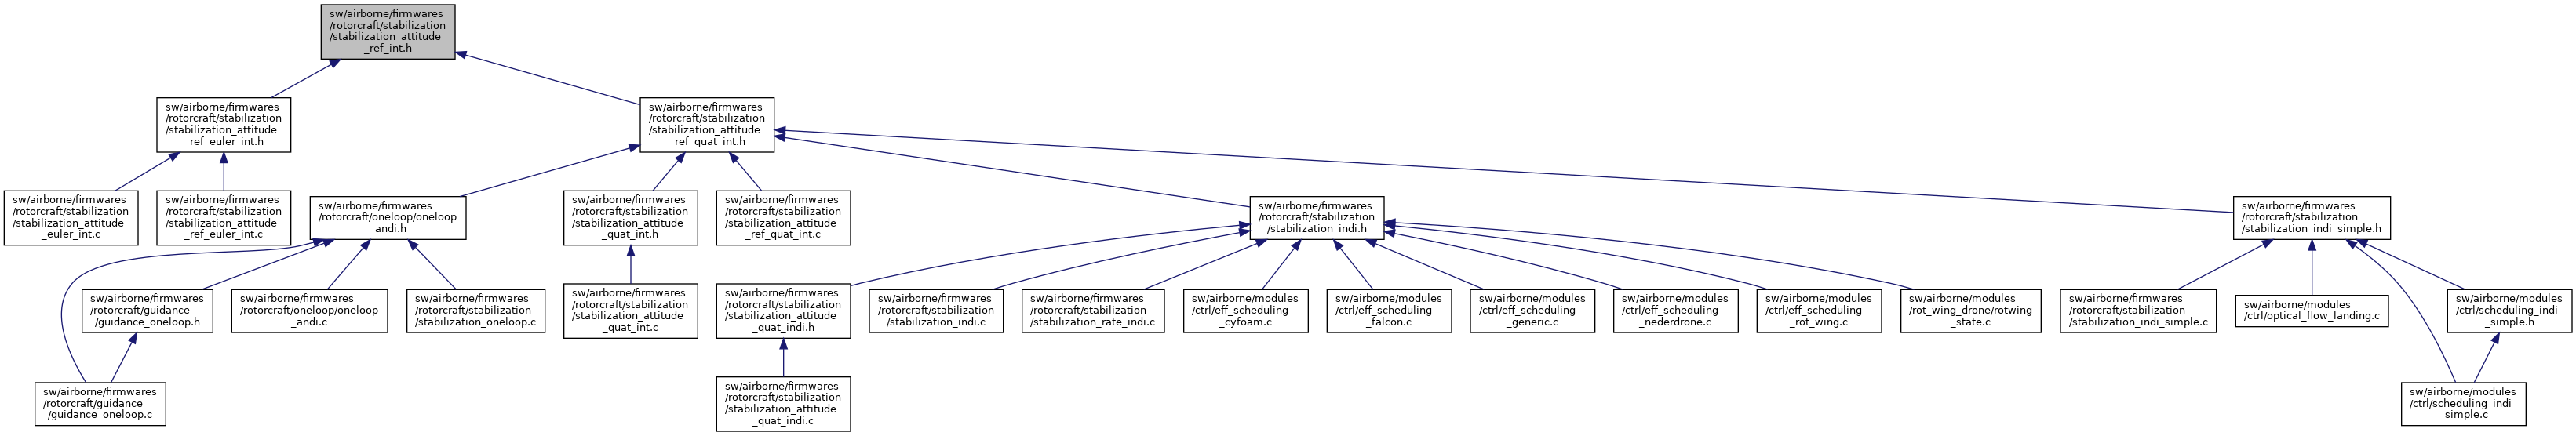 sw/airborne/firmwares
/rotorcraft/stabilization
/stabilization_attitude
_ref_int.h
sw/airborne/firmwares
/rotorcraft/stabilization
/stabilization_attitude
_ref_euler_int.h
sw/airborne/firmwares
/rotorcraft/stabilization
/stabilization_attitude
_ref_quat_int.h
sw/airborne/firmwares
/rotorcraft/stabilization
/stabilization_attitude
_euler_int.c
sw/airborne/firmwares
/rotorcraft/stabilization
/stabilization_attitude
_ref_euler_int.c
sw/airborne/firmwares
/rotorcraft/oneloop/oneloop
_andi.h
sw/airborne/firmwares
/rotorcraft/stabilization
/stabilization_attitude
_quat_int.h
sw/airborne/firmwares
/rotorcraft/stabilization
/stabilization_attitude
_ref_quat_int.c
sw/airborne/firmwares
/rotorcraft/stabilization
/stabilization_indi.h
sw/airborne/firmwares
/rotorcraft/stabilization
/stabilization_indi_simple.h
sw/airborne/firmwares
/rotorcraft/guidance
/guidance_oneloop.h
sw/airborne/firmwares
/rotorcraft/oneloop/oneloop
_andi.c
sw/airborne/firmwares
/rotorcraft/stabilization
/stabilization_oneloop.c
sw/airborne/firmwares
/rotorcraft/stabilization
/stabilization_attitude
_quat_int.c
sw/airborne/firmwares
/rotorcraft/stabilization
/stabilization_attitude
_quat_indi.h
sw/airborne/firmwares
/rotorcraft/stabilization
/stabilization_indi.c
sw/airborne/firmwares
/rotorcraft/stabilization
/stabilization_rate_indi.c
sw/airborne/modules
/ctrl/eff_scheduling
_cyfoam.c
sw/airborne/modules
/ctrl/eff_scheduling
_falcon.c
sw/airborne/modules
/ctrl/eff_scheduling
_generic.c
sw/airborne/modules
/ctrl/eff_scheduling
_nederdrone.c
sw/airborne/modules
/ctrl/eff_scheduling
_rot_wing.c
sw/airborne/modules
/rot_wing_drone/rotwing
_state.c
sw/airborne/firmwares
/rotorcraft/stabilization
/stabilization_indi_simple.c
sw/airborne/modules
/ctrl/optical_flow_landing.c
sw/airborne/modules
/ctrl/scheduling_indi
_simple.h
sw/airborne/firmwares
/rotorcraft/guidance
/guidance_oneloop.c
sw/airborne/firmwares
/rotorcraft/stabilization
/stabilization_attitude
_quat_indi.c
sw/airborne/modules
/ctrl/scheduling_indi
_simple.c